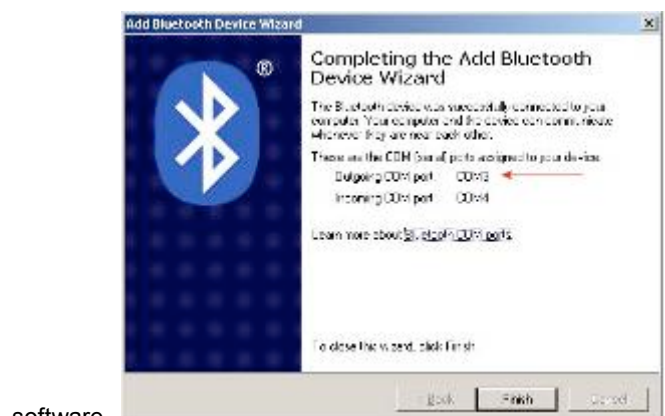 Add Bluetooth Device Wizard
®
Completing the Add Bluetooth
Device Wizard
The Bluetooth device was successfully connected to your
computer. Your computer and the device can communicate
whenever they are near each other.
These are the COM (serial) ports assigned to your device
Outgoing COM port COM3
Incoming COM port COM4
Learn more about Bluetooth COM ports.
To close this wizard, click Finish
Back Finish Cancel
software